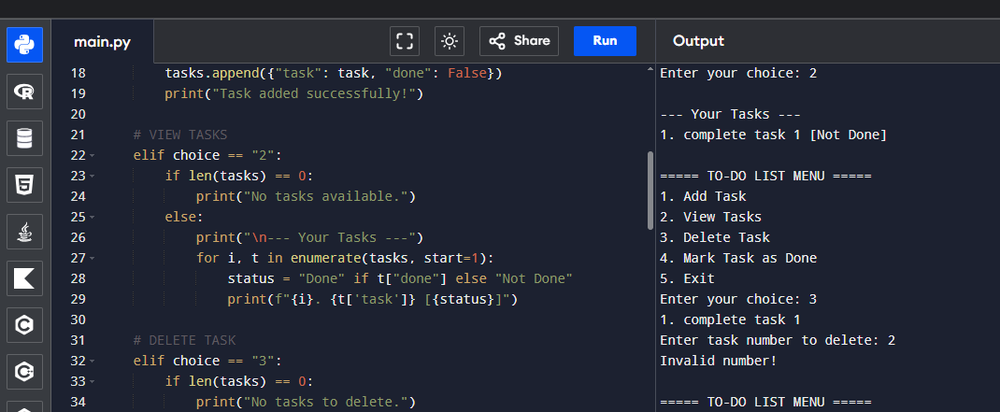 main.py
Share
Run
Output
18 tasks.append({"task": task, "done": False})
19 print("Task added successfully!")
20
21 # VIEW TASKS
22 elif choice == "2":
23 if len(tasks) == 0:
24 print("No tasks available.")
25 else:
26 print("\n--- Your Tasks ---")
27 for i, t in enumerate(tasks, start=1):
28 status = "Done" if t["done"] else "Not Done"
29 print(f"{i}. {t['task']} [{status}]")
30
31 # DELETE TASK
32 elif choice == "3":
33 if len(tasks) == 0:
34 print("No tasks to delete.")
Enter your choice: 2
--- Your Tasks ---
1. complete task 1 [Not Done]
===== TO-DO LIST MENU =====
1. Add Task
2. View Tasks
3. Delete Task
4. Mark Task as Done
5. Exit
Enter your choice: 3
1. complete task 1
Enter task number to delete: 2
Invalid number!
===== TO-DO LIST MENU =====